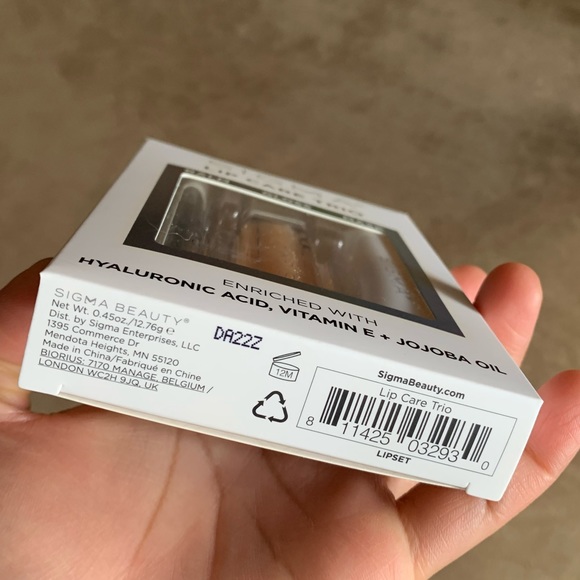 LIP CARE TRIO
ENRICHED WITH
HYALURONIC ACID, VITAMIN E + JOJOBA OIL
SIGMA BEAUTY®
Net Wt. 0.45oz./12.76g ℮
Dist. by Sigma Enterprises, LLC
1395 Commerce Dr
Mendota Heights, MN 55120
Made in China/Fabriqué en Chine
BIORIUS: 7170 MANAGE, BELGIUM /
LONDON WC2H 9JQ, UK
DA22Z
12M
SigmaBeauty.com
Lip Care Trio
8 11425 03293 0
LIPSET